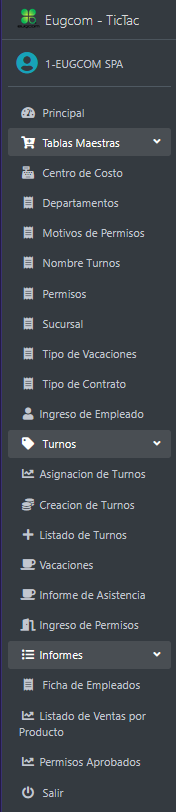 Eugcom - TicTac
1-EUGCOM SPA
Principal
Tablas Maestras
Centro de Costo
Departamentos
Motivos de Permisos
Nombre Turnos
Permisos
Sucursal
Tipo de Vacaciones
Tipo de Contrato
Ingreso de Empleado
Turnos
Asignacion de Turnos
Creacion de Turnos
Listado de Turnos
Vacaciones
Informe de Asistencia
Ingreso de Permisos
Informes
Ficha de Empleados
Listado de Ventas por
Producto
Permisos Aprobados
Salir